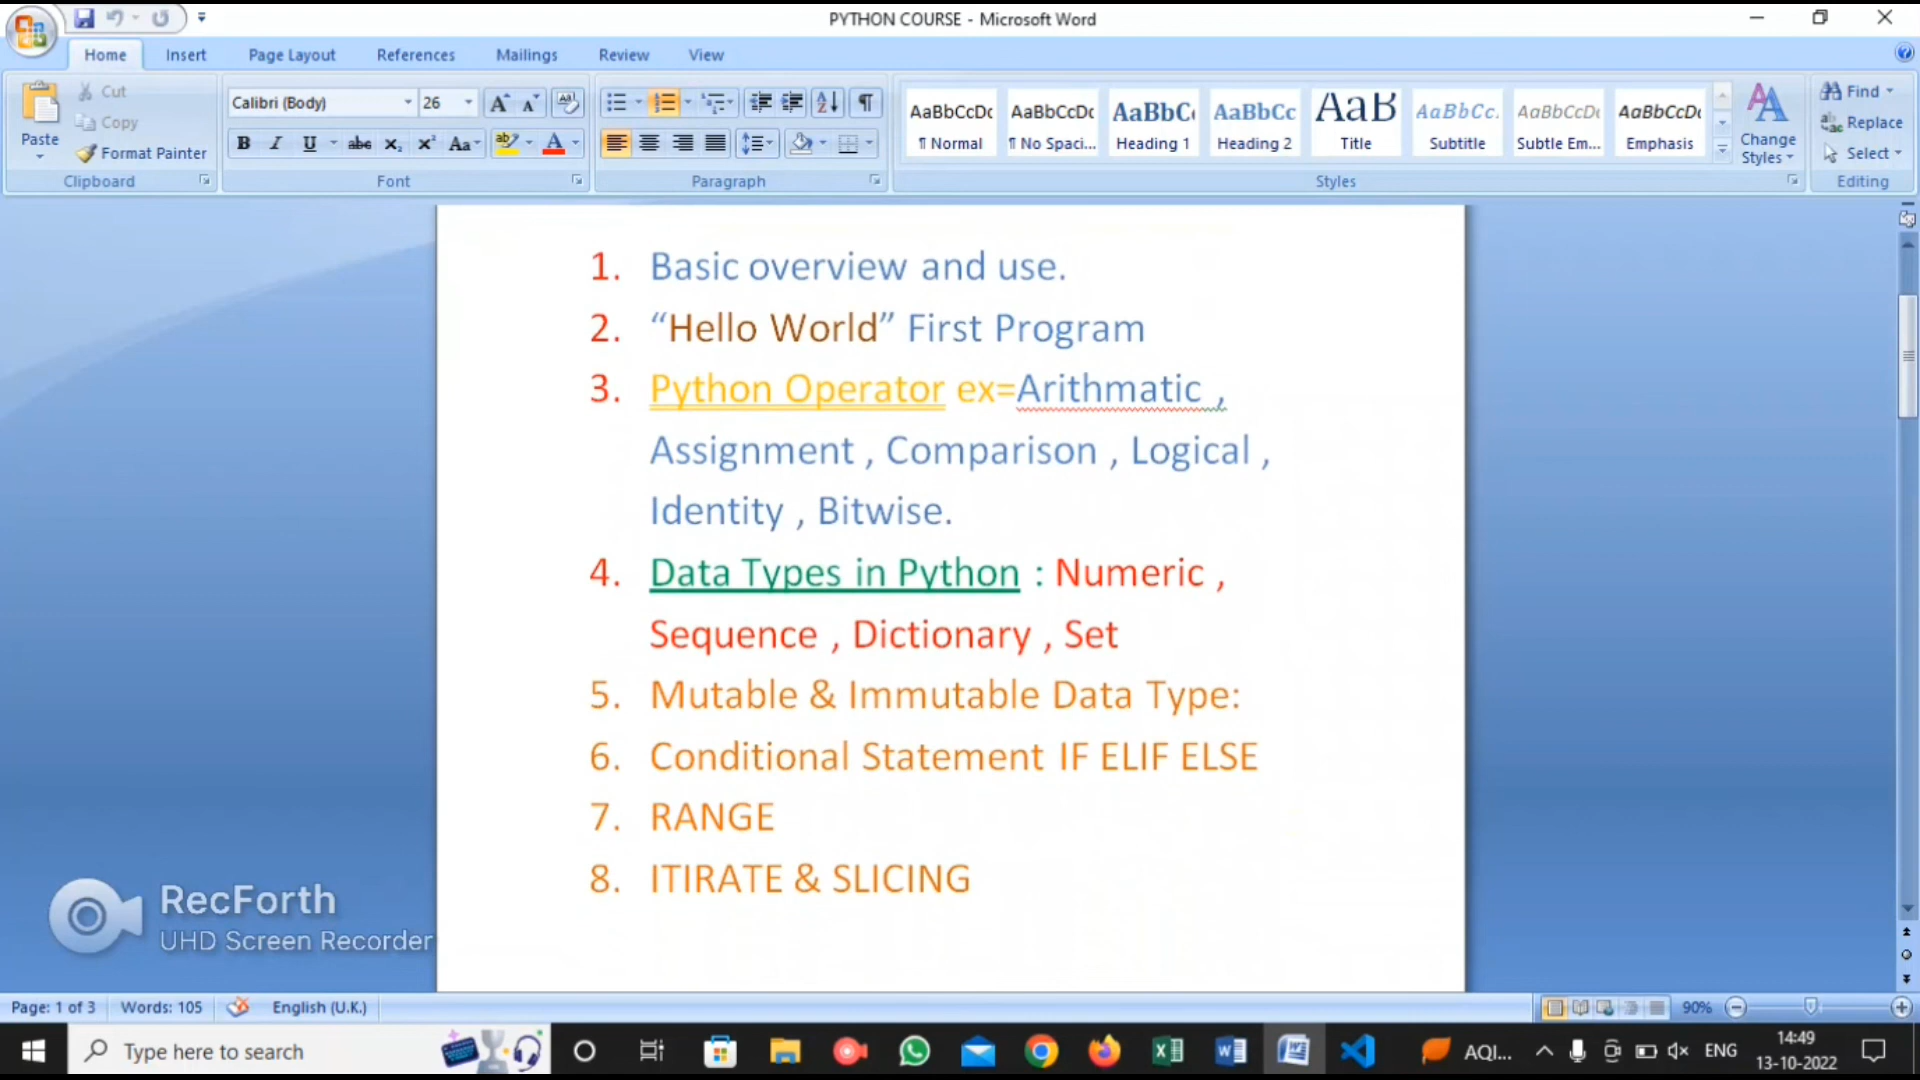 PYTHON COURSE - Microsoft Word
Home Insert Page Layout References Mailings Review View
Paste
Cut
Copy
Format Painter
Clipboard
Calibri (Body) 26
Font
Paragraph
AaBbCcDc AaBbCcDc AaBbC AaBbCc AaB AaBbCc. AaBbCcDc AaBbCcDc
¶ Normal ¶ No Spaci... Heading 1 Heading 2 Title Subtitle Subtle Em... Emphasis
Change Styles
Styles
Find
Replace
Select
Editing
1. Basic overview and use.
2. “Hello World” First Program
3. Python Operator ex=Arithmatic ,
Assignment , Comparison , Logical ,
Identity , Bitwise.
4. Data Types in Python : Numeric ,
Sequence , Dictionary , Set
5. Mutable & Immutable Data Type:
6. Conditional Statement IF ELIF ELSE
7. RANGE
8. ITIRATE & SLICING
RecForth
UHD Screen Recorder
Page: 1 of 3 Words: 105 English (U.K.) 90%
Type here to search
AQI... ENG 14:49
13-10-2022